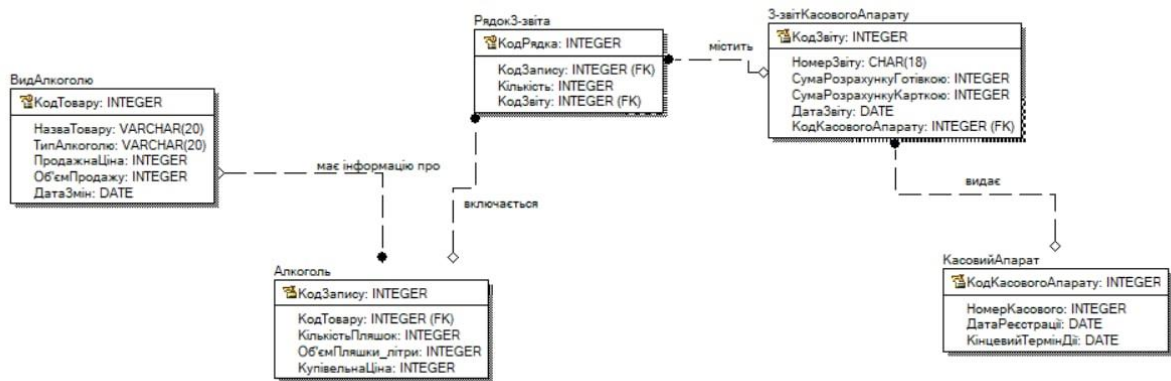 ВидАлкоголю
КодТовару: INTEGER
НазваТовару: VARCHAR(20)
ТипАлкоголю: VARCHAR(20)
ПродажнаЦіна: INTEGER
Об'ємПродажу: INTEGER
ДатаЗмін: DATE
має інформацію про
РядокЗ-звіта
КодРядка: INTEGER
КодЗапису: INTEGER (FK)
Кількість: INTEGER
КодЗвіту: INTEGER (FK)
містить
З-звітКасовогоАпарату
КодЗвіту: INTEGER
НомерЗвіту: CHAR(18)
СумаРозрахункуГотівкою: INTEGER
СумаРозрахункуКарткою: INTEGER
ДатаЗвіту: DATE
КодКасовогоАпарату: INTEGER (FK)
включається
видає
Алкоголь
КодЗапису: INTEGER
КодТовару: INTEGER (FK)
КількістьПляшок: INTEGER
Об'ємПляшки_літри: INTEGER
КупівельнаЦіна: INTEGER
КасовийАпарат
КодКасовогоАпарату: INTEGER
НомерКасового: INTEGER
ДатаРеєстрації: DATE
КінцевийТермінДії: DATE